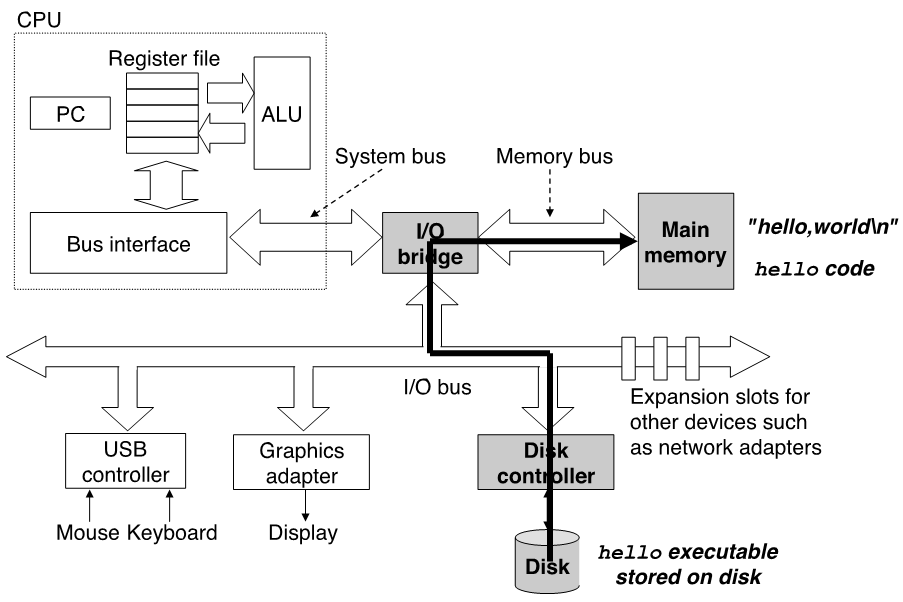 CPU
Register file
PC
ALU
System bus
Memory bus
Bus interface
I/O
bridge
Main
memory
"hello,world\n"
hello code
I/O bus
Expansion slots for
other devices such
as network adapters
USB
controller
Graphics
adapter
Disk
controller
Mouse Keyboard
Display
Disk
hello executable
stored on disk